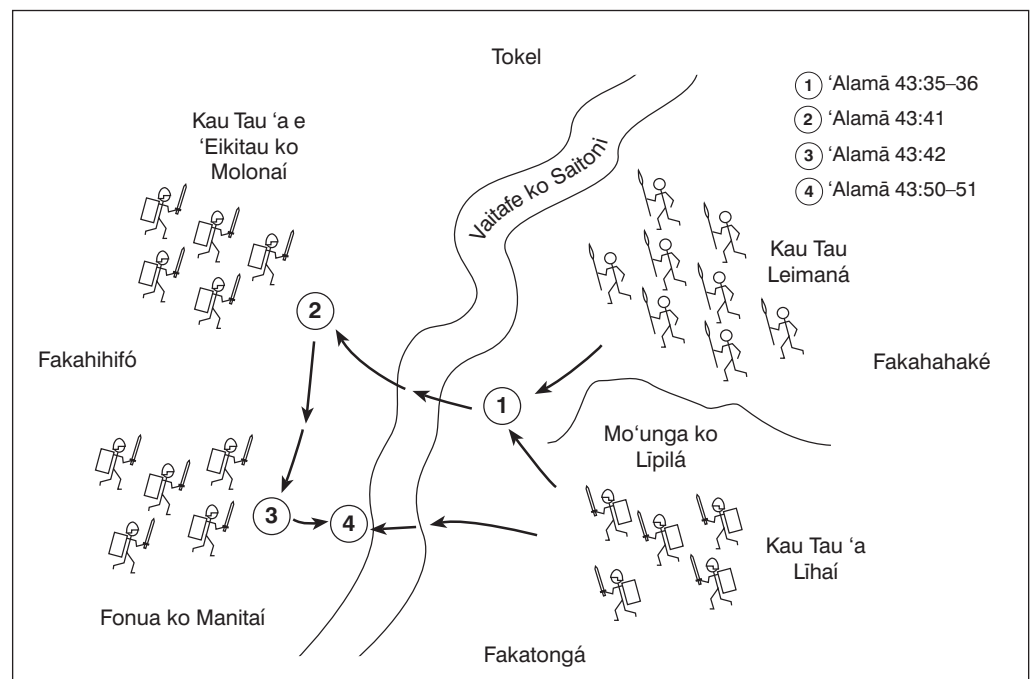 Tokel
1 ‘Alamā 43:35–36
2 ‘Alamā 43:41
3 ‘Alamā 43:42
4 ‘Alamā 43:50–51
Kau Tau ‘a e
‘Eikitau ko
Molonaí
Vaitafe ko Saitoni
Kau Tau
Leimaná
2
Fakahihifó
Fakahahaké
1
Mo‘unga ko
Līpilá
3
4
Kau Tau ‘a
Līhaí
Fonua ko Manitaí
Fakatongá